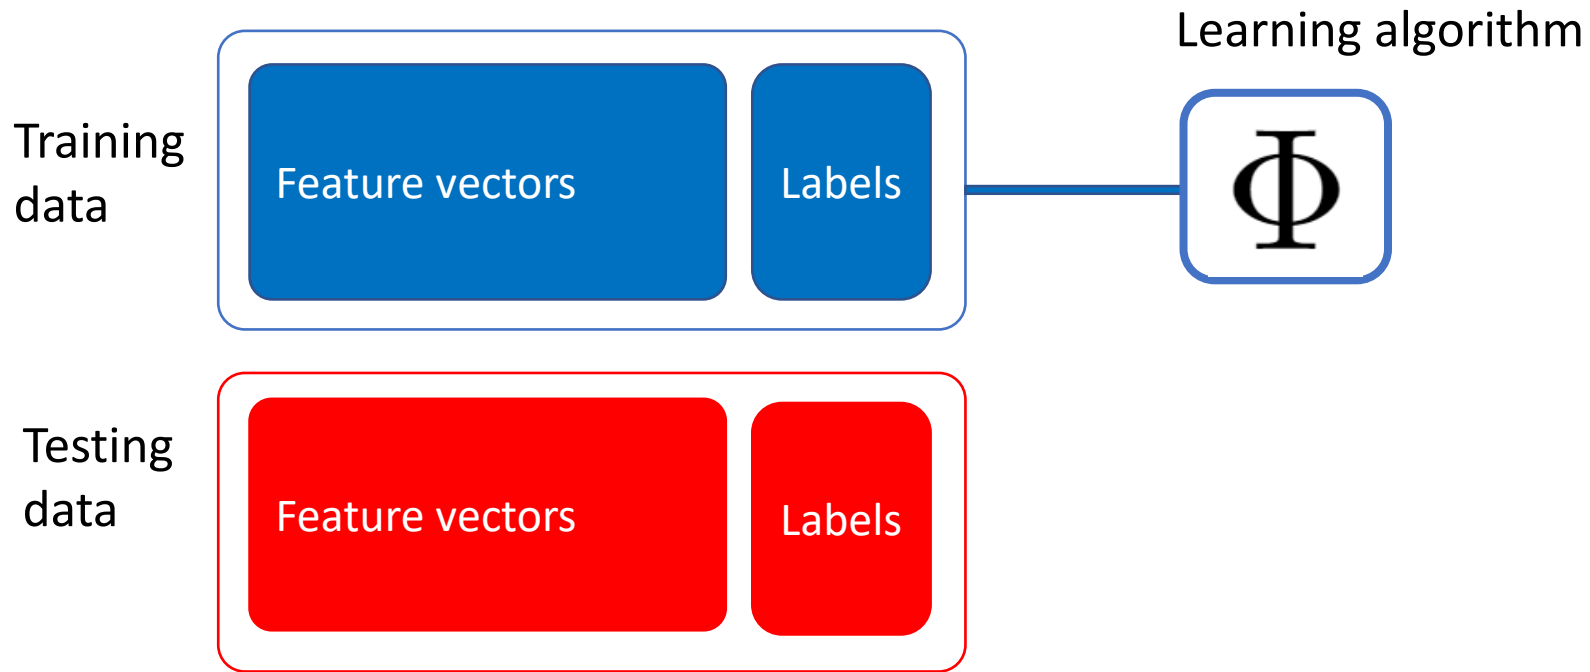 Learning algorithm
Training
data
Feature vectors
Labels
Φ
Testing
data
Feature vectors
Labels